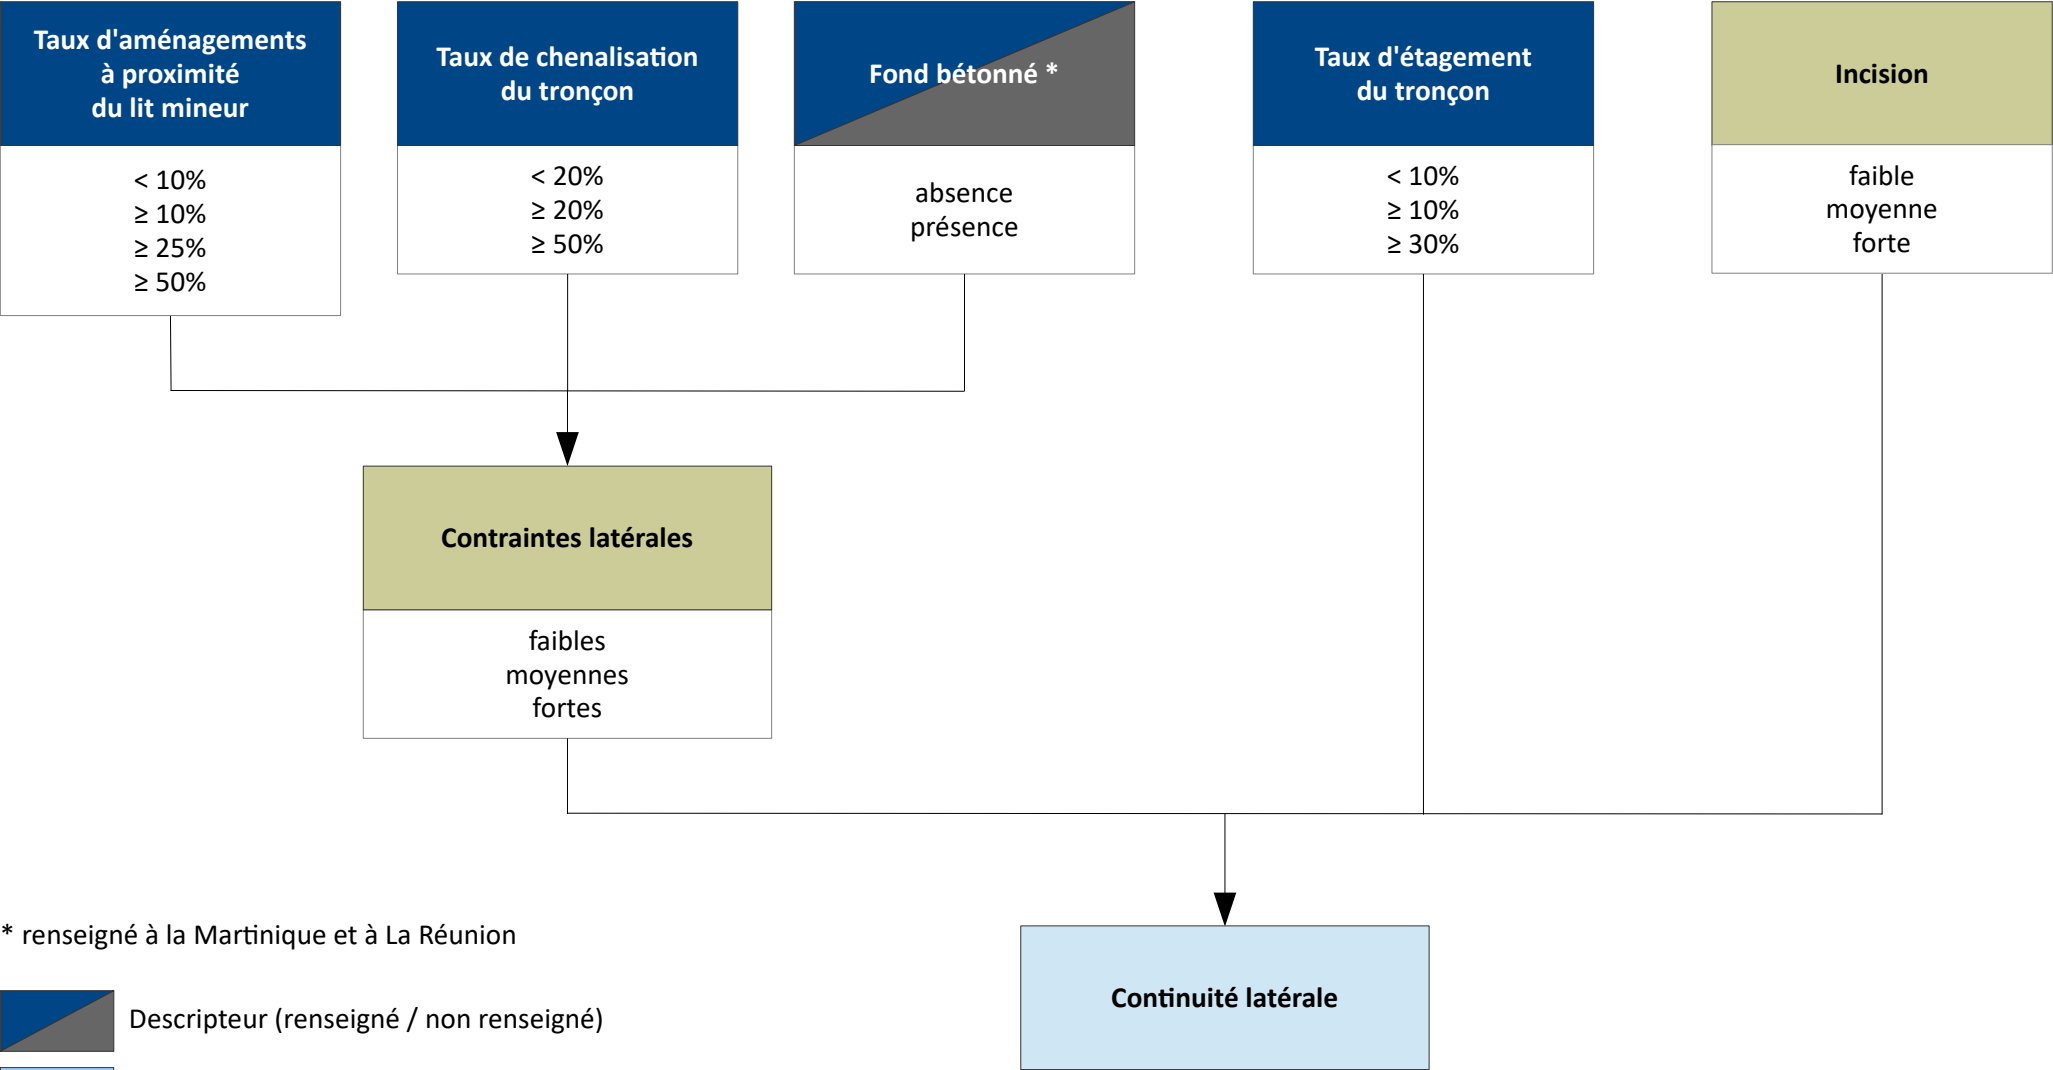 Taux d'aménagements
à proximité
du lit mineur
< 10%
≥ 10%
≥ 25%
≥ 50%
Taux de chenalisation
du tronçon
< 20%
≥ 20%
≥ 50%
Fond bétonné *
absence
présence
Taux d'étagement
du tronçon
< 10%
≥ 10%
≥ 30%
Incision
faible
moyenne
forte
Contraintes latérales
faibles
moyennes
fortes
Continuité latérale
* renseigné à la Martinique et à La Réunion
Descripteur (renseigné / non renseigné)